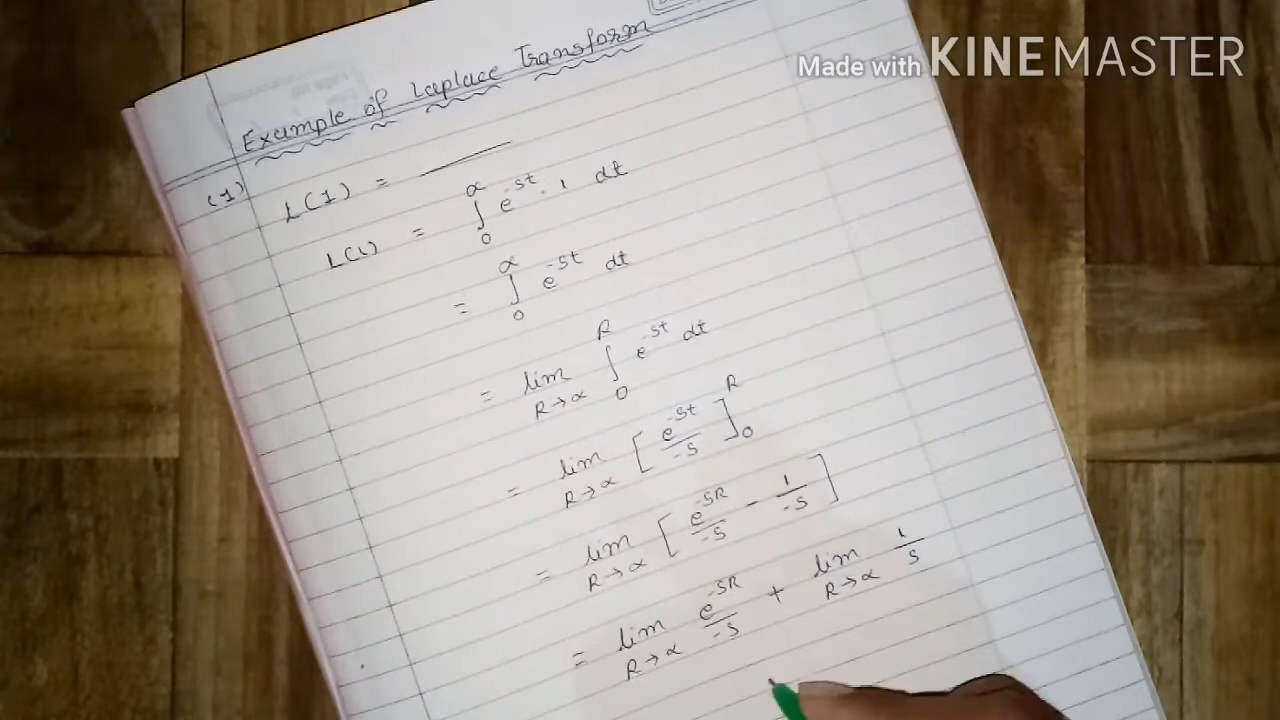 Made with KINEMASTER
Example of Laplace Transform
(1) L(1) = ___
L(1) = ∫₀^α e^-st . 1 dt
= ∫₀^α e^-st dt
= lim R→α ∫₀^R e^-st dt
= lim R→α [e^-st / -s]₀^R
= lim R→α [e^-sR / -s - 1 / -s]
= lim R→α e^-sR / -s + lim R→α 1 / s